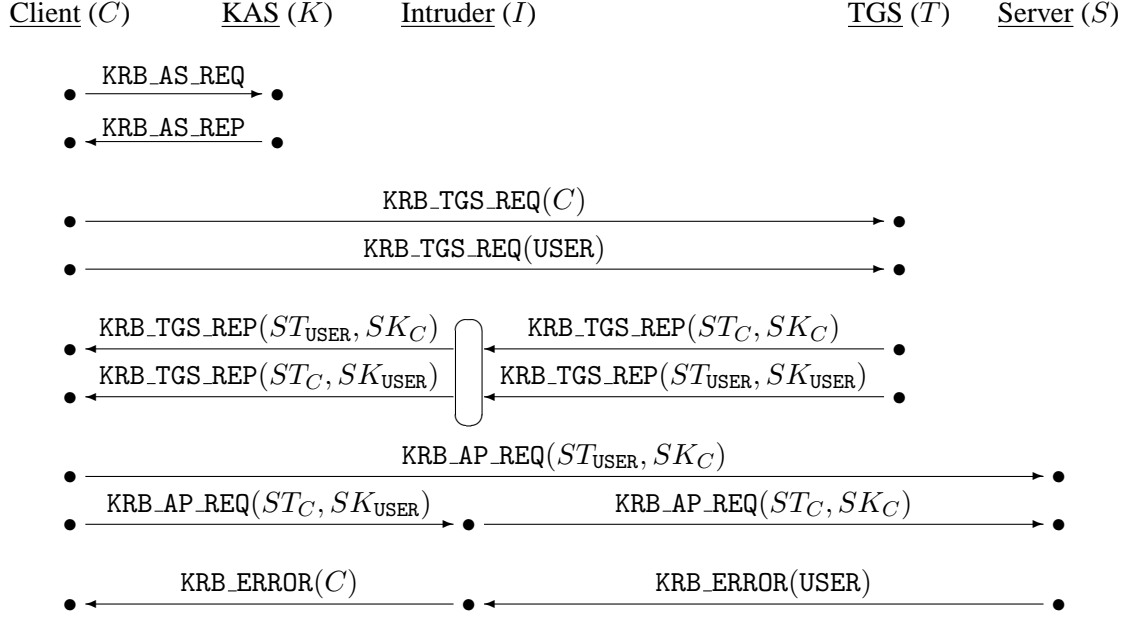 Client (C) KAS (K) Intruder (I) TGS (T) Server (S)
KRB_AS_REQ
KRB_AS_REP
KRB_TGS_REQ(C)
KRB_TGS_REQ(USER)
KRB_TGS_REP(ST_USER, SK_C) KRB_TGS_REP(ST_C, SK_C)
KRB_TGS_REP(ST_C, SK_USER) KRB_TGS_REP(ST_USER, SK_USER)
KRB_AP_REQ(ST_USER, SK_C)
KRB_AP_REQ(ST_C, SK_USER) KRB_AP_REQ(ST_C, SK_C)
KRB_ERROR(C) KRB_ERROR(USER)